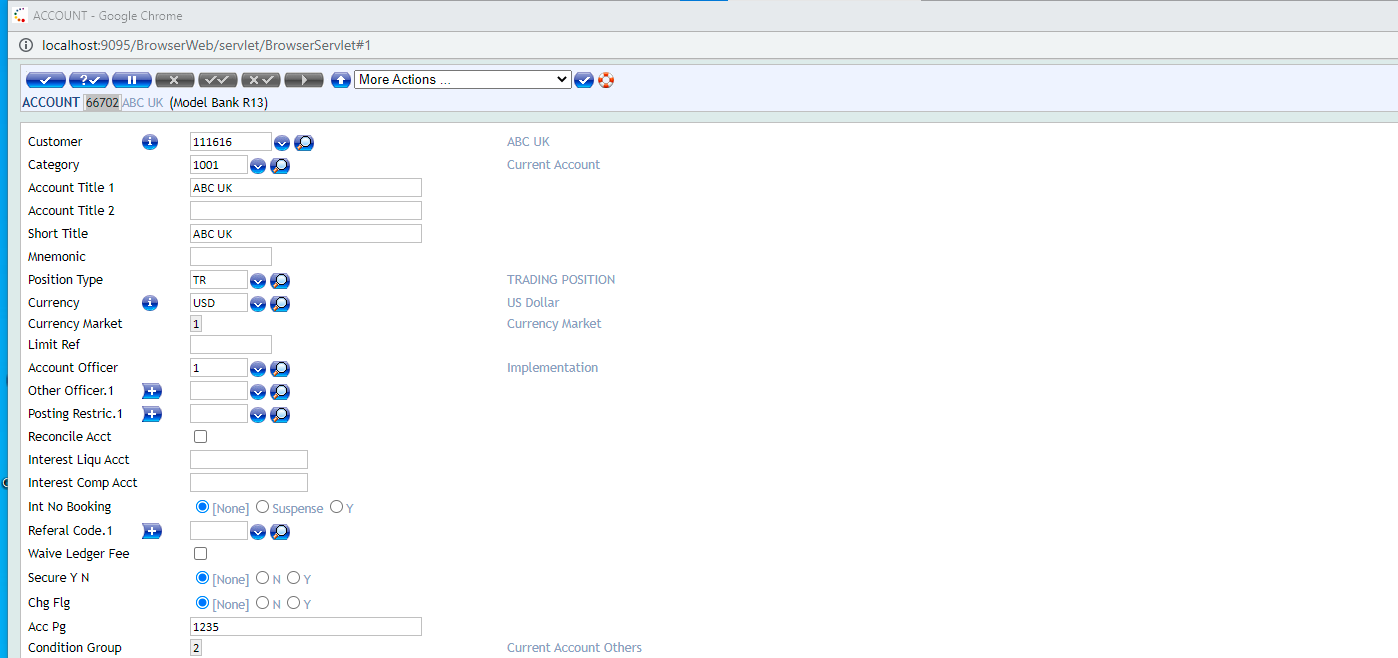 ACCOUNT - Google Chrome
localhost:9095/BrowserWeb/servlet/BrowserServlet#1
More Actions ...
ACCOUNT 66702 ABC UK (Model Bank R13)
Customer 111616 ABC UK
Category 1001 Current Account
Account Title 1 ABC UK
Account Title 2
Short Title ABC UK
Mnemonic
Position Type TR TRADING POSITION
Currency USD US Dollar
Currency Market 1 Currency Market
Limit Ref
Account Officer 1 Implementation
Other Officer.1
Posting Restric.1
Reconcile Acct
Interest Liqu Acct
Interest Comp Acct
Int No Booking [None] Suspense Y
Referal Code.1
Waive Ledger Fee
Secure Y N [None] N Y
Chg Flg [None] N Y
Acc Pg 1235
Condition Group 2 Current Account Others